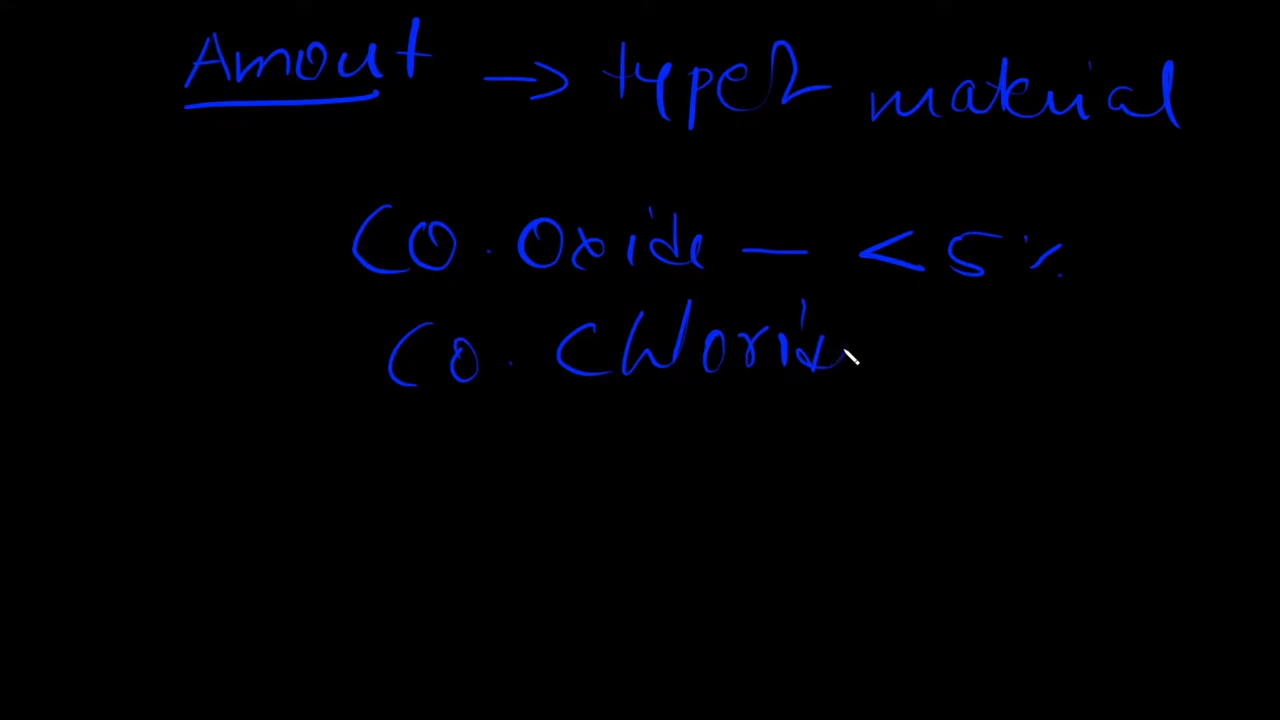 Amout → type of material
Co. Oxide — < 5%
Co. Chloride